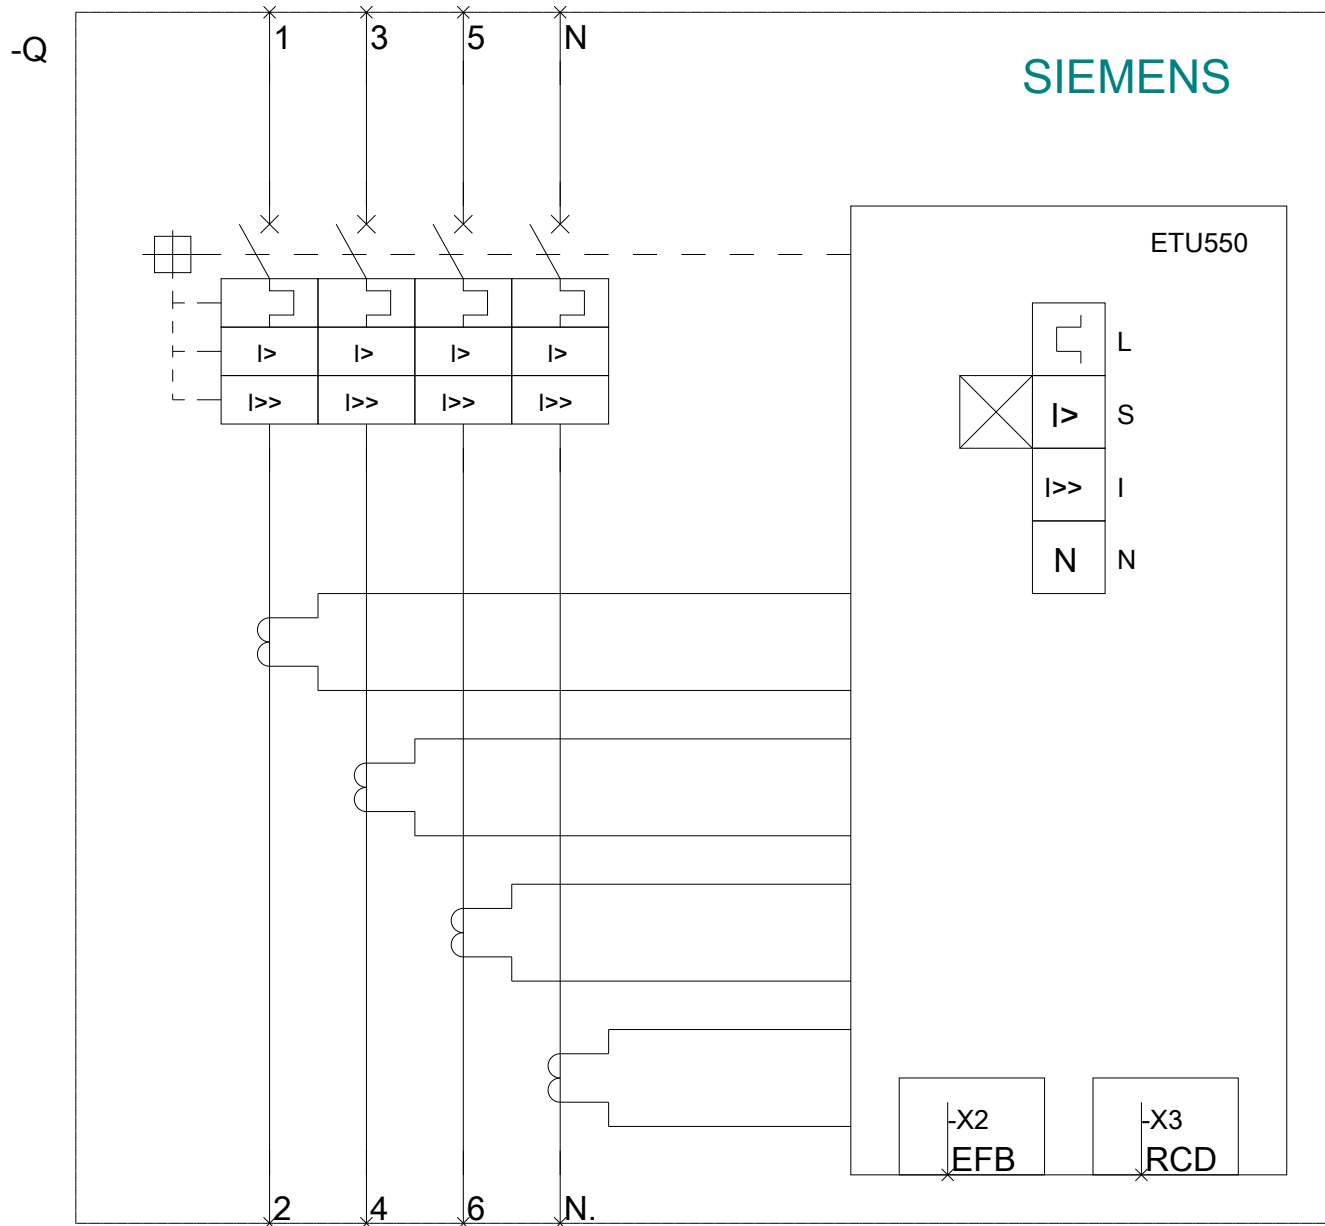 -Q
1 3 5 N
SIEMENS
ETU550
I> I> I> I>
I>> I>> I>> I>>
L
I> S
I>> I
N N
-X2 -X3
EFB RCD
2 4 6 N.